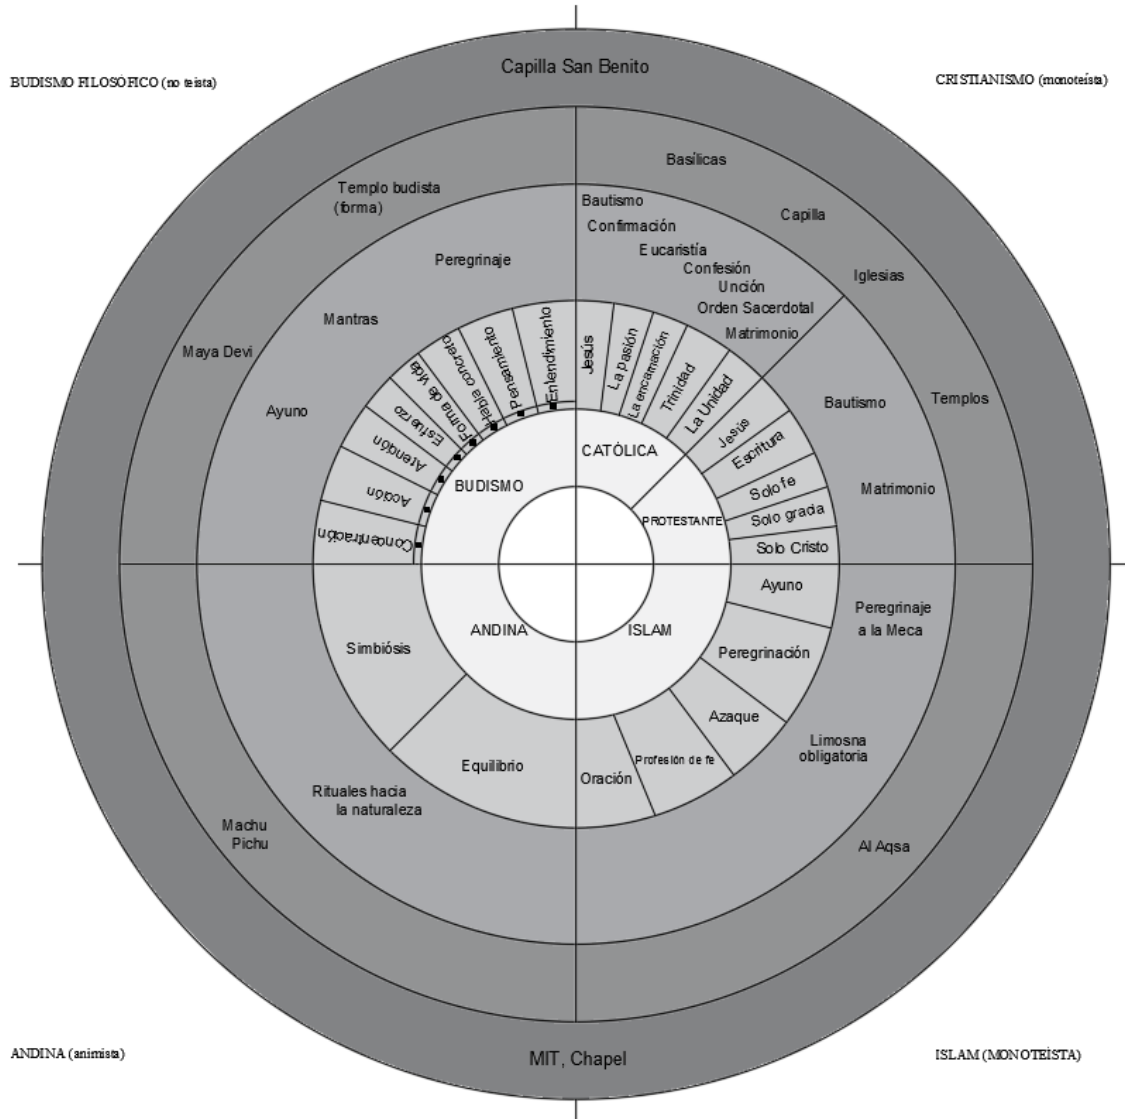 Capilla San Benito
BUDISMO FILOSÓFICO (no teista)
CRISTIANISMO (monoteísta)
Basílicas
Templo budista
(forma)
Bautismo
Capilla
Confirmación
Eucaristía
Peregrinaje
Confesión
Iglesias
Unción
Orden Sacerdotal
Mantras
Matrimonio
Maya Devi
Ayuno
Bautismo
Templos
Matrimonio
Concentración
Acción
Atención
Esfuerzo
Forma de vida
Habla concreto
Pensamiento
Enlendimiento
Jesús
La pasión
La encarnación
Trinidad
La Unidad
Jesús
Escritura
Solo fe
Solo gracia
Solo Cristo
CATÓLICA
BUDISMO
PROTESTANTE
ANDINA
ISLAM
Ayuno
Peregrinaje
a la Meca
Simbiósis
Peregrinación
Azaque
Limosna
obligatoria
Equilibrio
Oración
Profesión de fe
Rituales hacia
la naturaleza
Machu
Pichu
Al Aqsa
ANDINA (animista)
MIT, Chapel
ISLAM (MONOTEÍSTA)